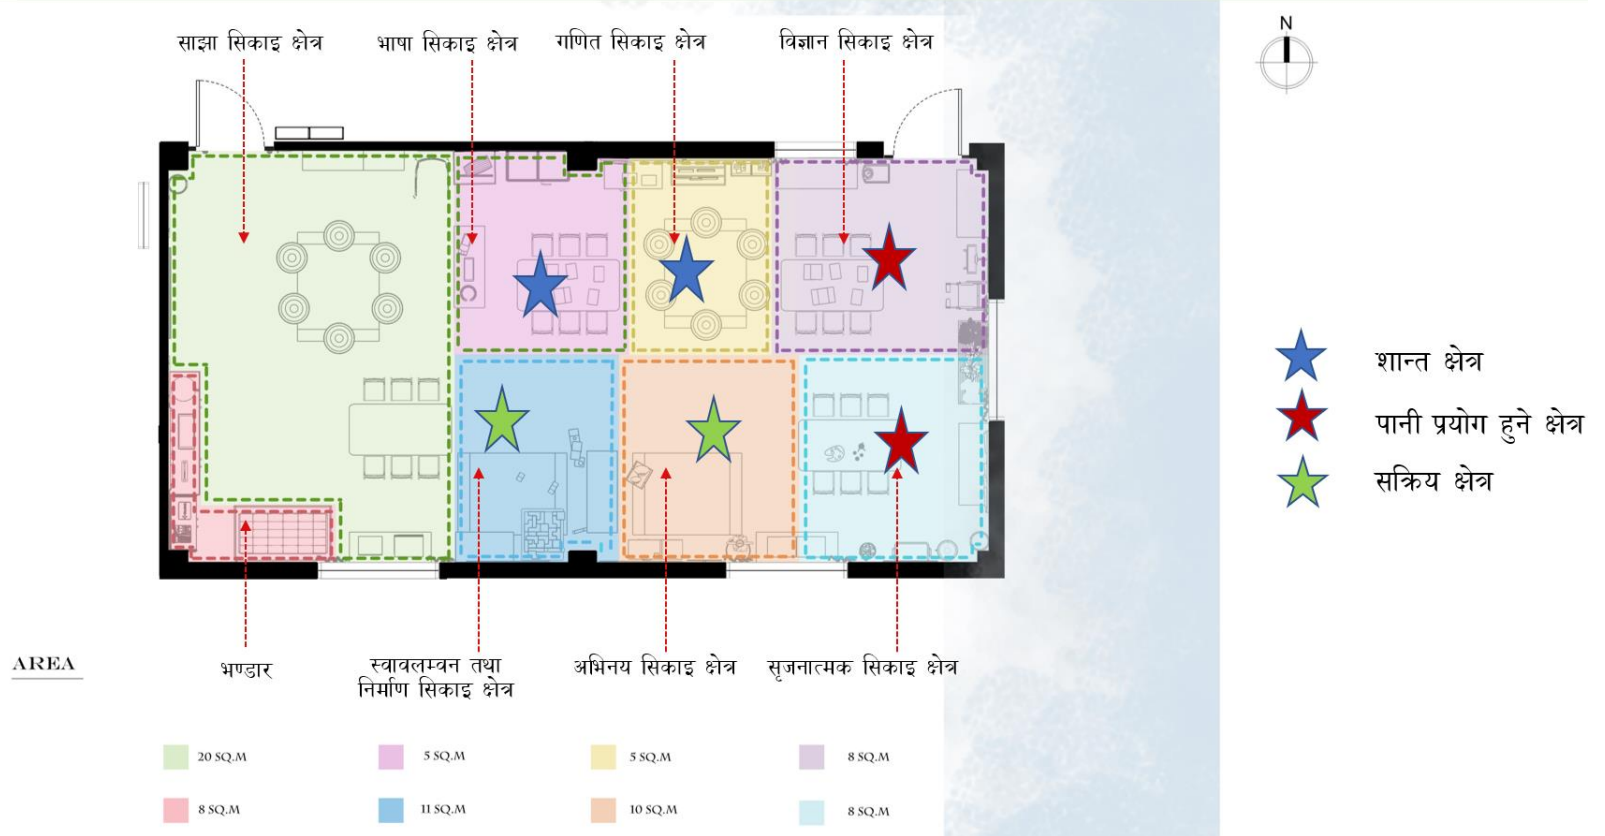 N
साझा सिकाइ क्षेत्र
भाषा सिकाइ क्षेत्र
गणित सिकाइ क्षेत्र
विज्ञान सिकाइ क्षेत्र
शान्त क्षेत्र
पानी प्रयोग हुने क्षेत्र
सक्रिय क्षेत्र
AREA
भण्डार
स्वावलम्वन तथा
निर्माण सिकाइ क्षेत्र
अभिनय सिकाइ क्षेत्र
सृजनात्मक सिकाइ क्षेत्र
20 SQ.M
5 SQ.M
5 SQ.M
8 SQ.M
8 SQ.M
11 SQ.M
10 SQ.M
8 SQ.M